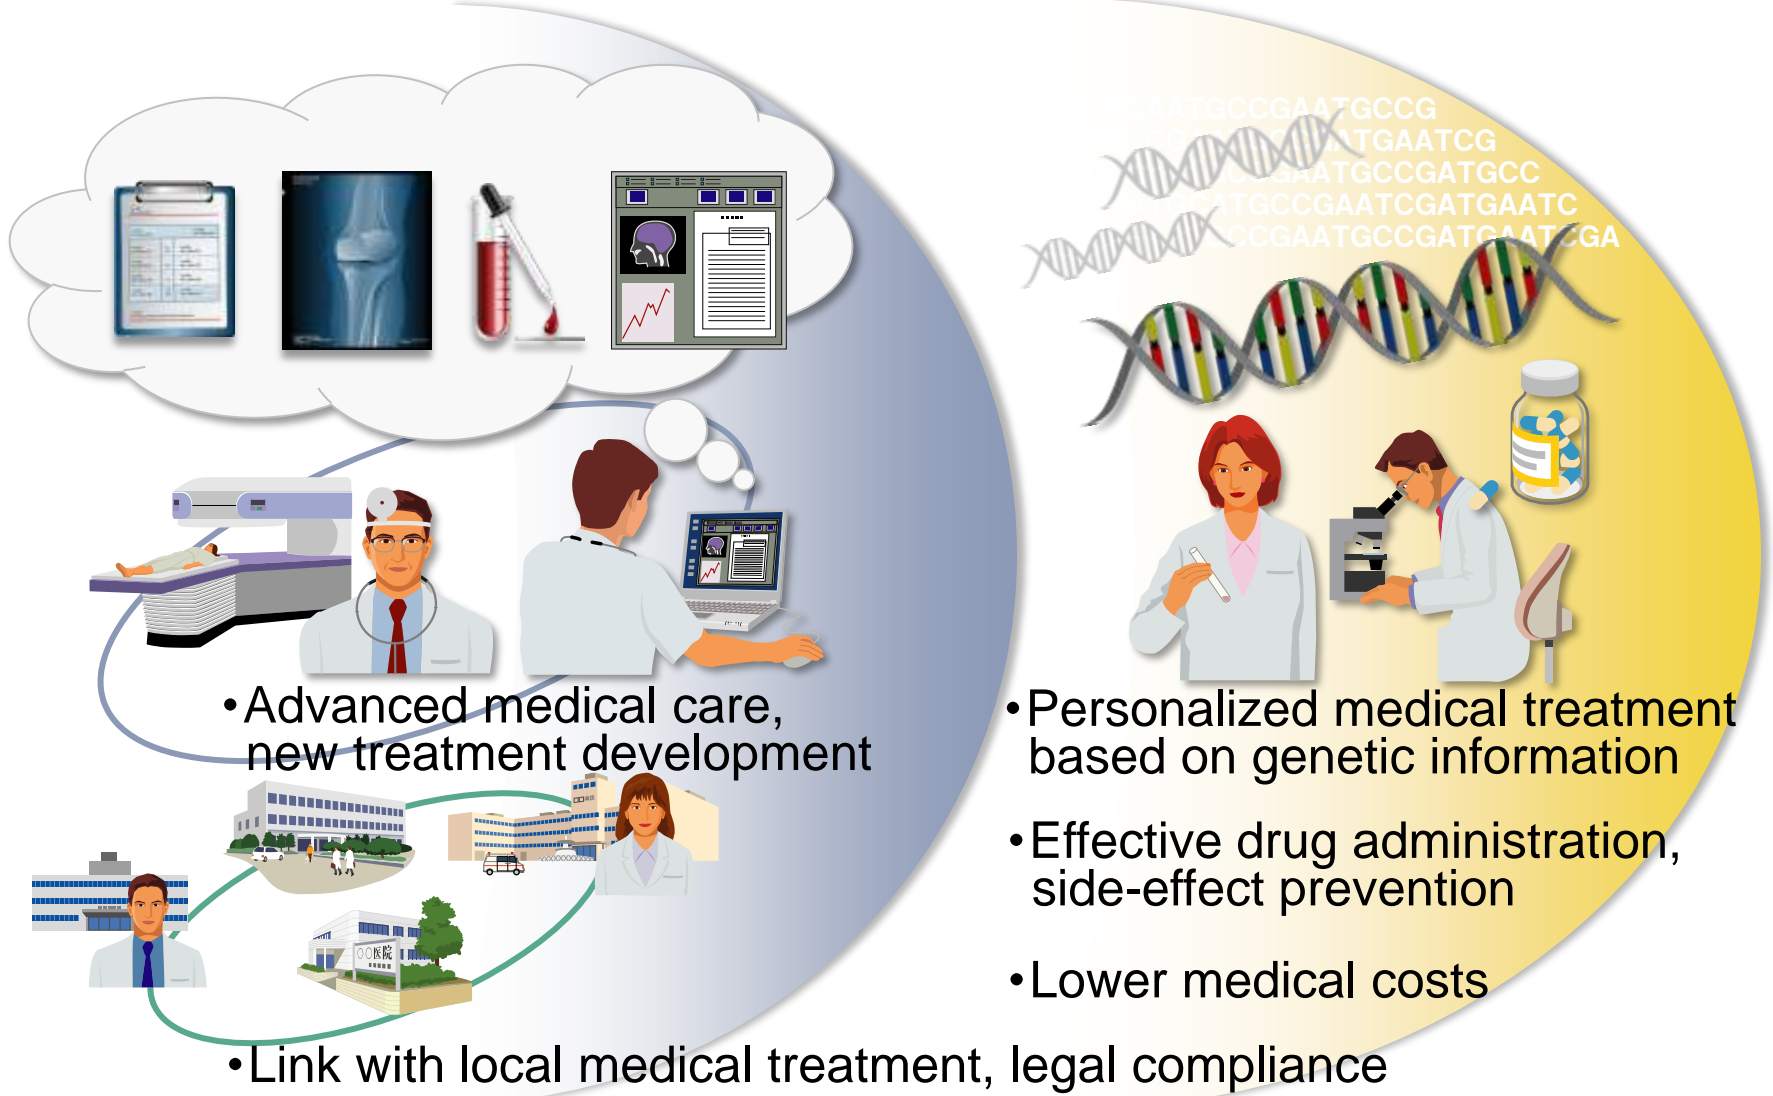 GAATGCCGAATGCCG
ATGAATCG
GAATGCCGATGCC
ATGCCGAATCGATGAATC
CCGAATGCCGATGAATCGA
•Advanced medical care,
new treatment development
•Personalized medical treatment
based on genetic information
•Effective drug administration,
side-effect prevention
•Lower medical costs
〇〇医院
•Link with local medical treatment, legal compliance